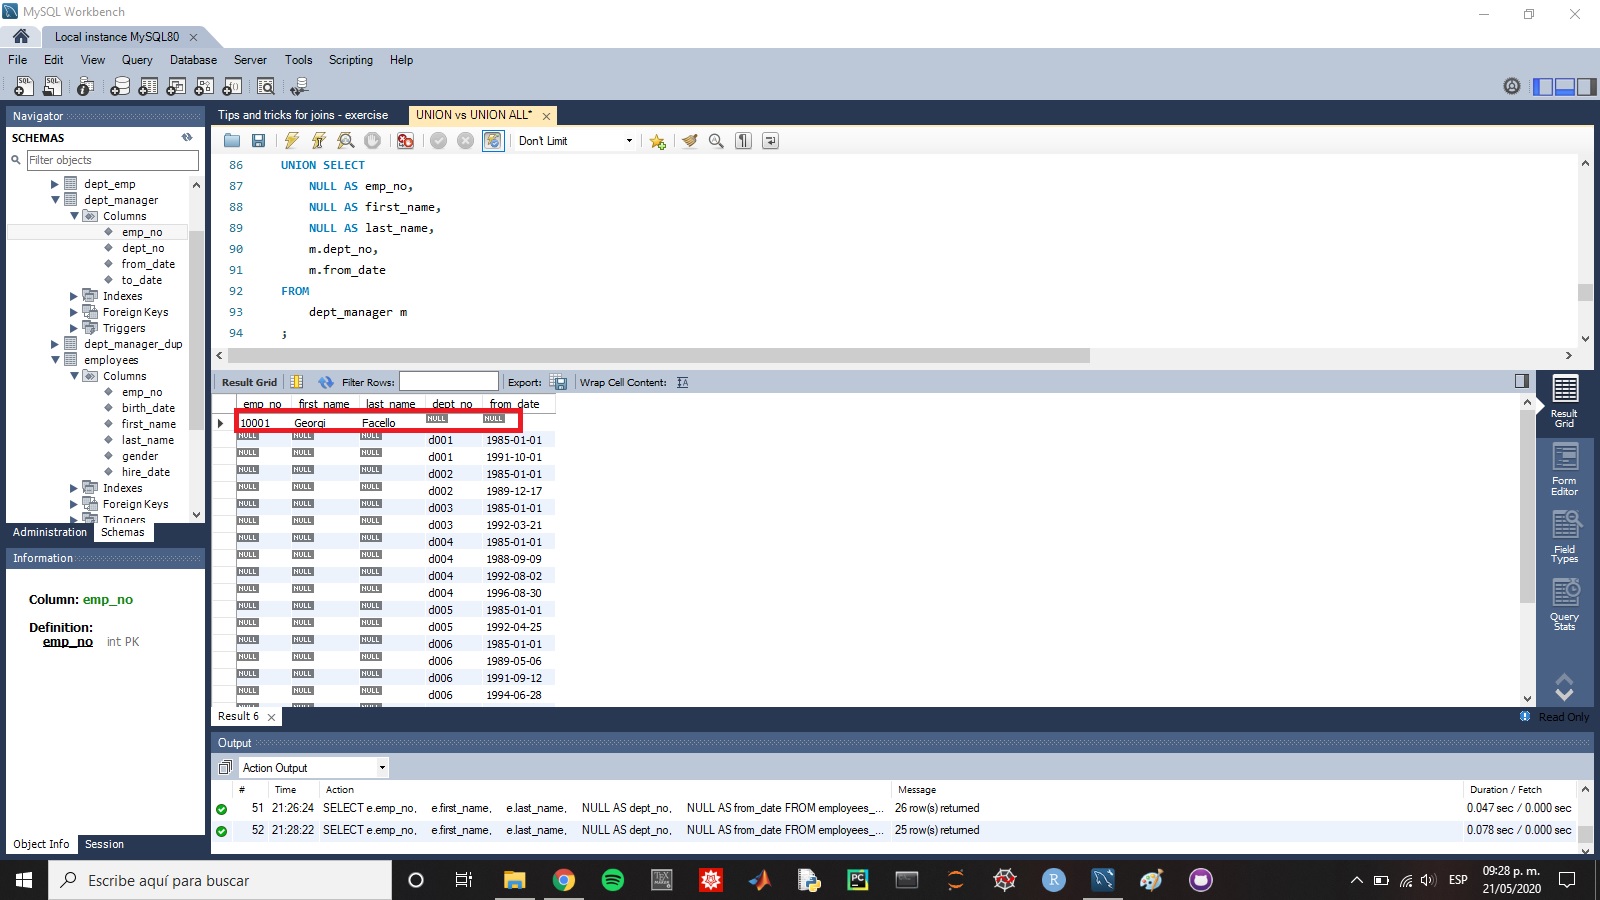 MySQL Workbench
Local instance MySQL80
File Edit View Query Database Server Tools Scripting Help
Navigator
SCHEMAS
Filter objects
dept_emp
dept_manager
Columns
emp_no
dept_no
from_date
to_date
Indexes
Foreign Keys
Triggers
dept_manager_dup
employees
Columns
emp_no
birth_date
first_name
last_name
gender
hire_date
Indexes
Foreign Keys
Triggers
Administration Schemas
Information
Column: emp_no
Definition:
emp_no int PK
Object Info Session
Tips and tricks for joins - exercise UNION vs UNION ALL*
Don't Limit
86 UNION SELECT
87 NULL AS emp_no,
88 NULL AS first_name,
89 NULL AS last_name,
90 m.dept_no,
91 m.from_date
92 FROM
93 dept_manager m
94 ;
Result Grid Filter Rows: Export: Wrap Cell Content:
emp_no first_name last_name dept_no from_date
10001 Georgi Facello NULL NULL
NULL NULL NULL d001 1985-01-01
NULL NULL NULL d001 1991-10-01
NULL NULL NULL d002 1985-01-01
NULL NULL NULL d002 1989-12-17
NULL NULL NULL d003 1985-01-01
NULL NULL NULL d003 1992-03-21
NULL NULL NULL d004 1985-01-01
NULL NULL NULL d004 1988-09-09
NULL NULL NULL d004 1992-08-02
NULL NULL NULL d004 1996-08-30
NULL NULL NULL d005 1985-01-01
NULL NULL NULL d005 1992-04-25
NULL NULL NULL d006 1985-01-01
NULL NULL NULL d006 1989-05-06
NULL NULL NULL d006 1991-09-12
NULL NULL NULL d006 1994-06-28
Result Grid
Form Editor
Field Types
Query Stats
Result 6
Read Only
Output
Action Output
# Time Action Message Duration / Fetch
51 21:26:24 SELECT e.emp_no, e.first_name, e.last_name, NULL AS dept_no, NULL AS from_date FROM employees_... 26 row(s) returned 0.047 sec / 0.000 sec
52 21:28:22 SELECT e.emp_no, e.first_name, e.last_name, NULL AS dept_no, NULL AS from_date FROM employees_... 25 row(s) returned 0.078 sec / 0.000 sec
Escribe aquí para buscar
ESP
09:28 p. m.
21/05/2020